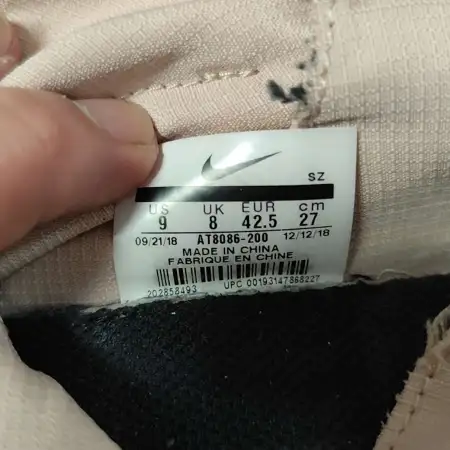 SZ
US UK EUR cm
9 8 42.5 27
09/21/18 AT8086-200 12/12/18
MADE IN CHINA
FABRIQUE EN CHINE
202858493 UPC 00193147868227